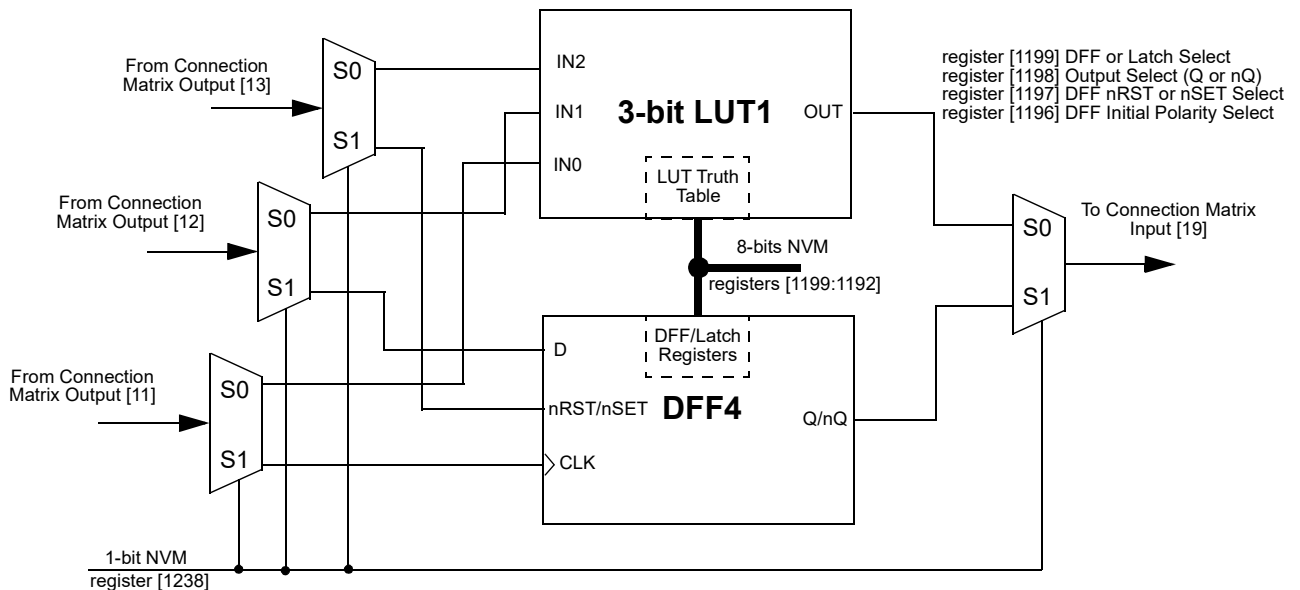 From Connection
Matrix Output [13]
S0
S1
IN2
IN1
IN0
3-bit LUT1
OUT
LUT Truth
Table
register [1199] DFF or Latch Select
register [1198] Output Select (Q or nQ)
register [1197] DFF nRST or nSET Select
register [1196] DFF Initial Polarity Select
From Connection
Matrix Output [12]
S0
S1
8-bits NVM
registers [1199:1192]
S0
S1
To Connection Matrix
Input [19]
From Connection
Matrix Output [11]
S0
S1
D
nRST/nSET
CLK
DFF/Latch
Registers
DFF4
Q/nQ
1-bit NVM
register [1238]